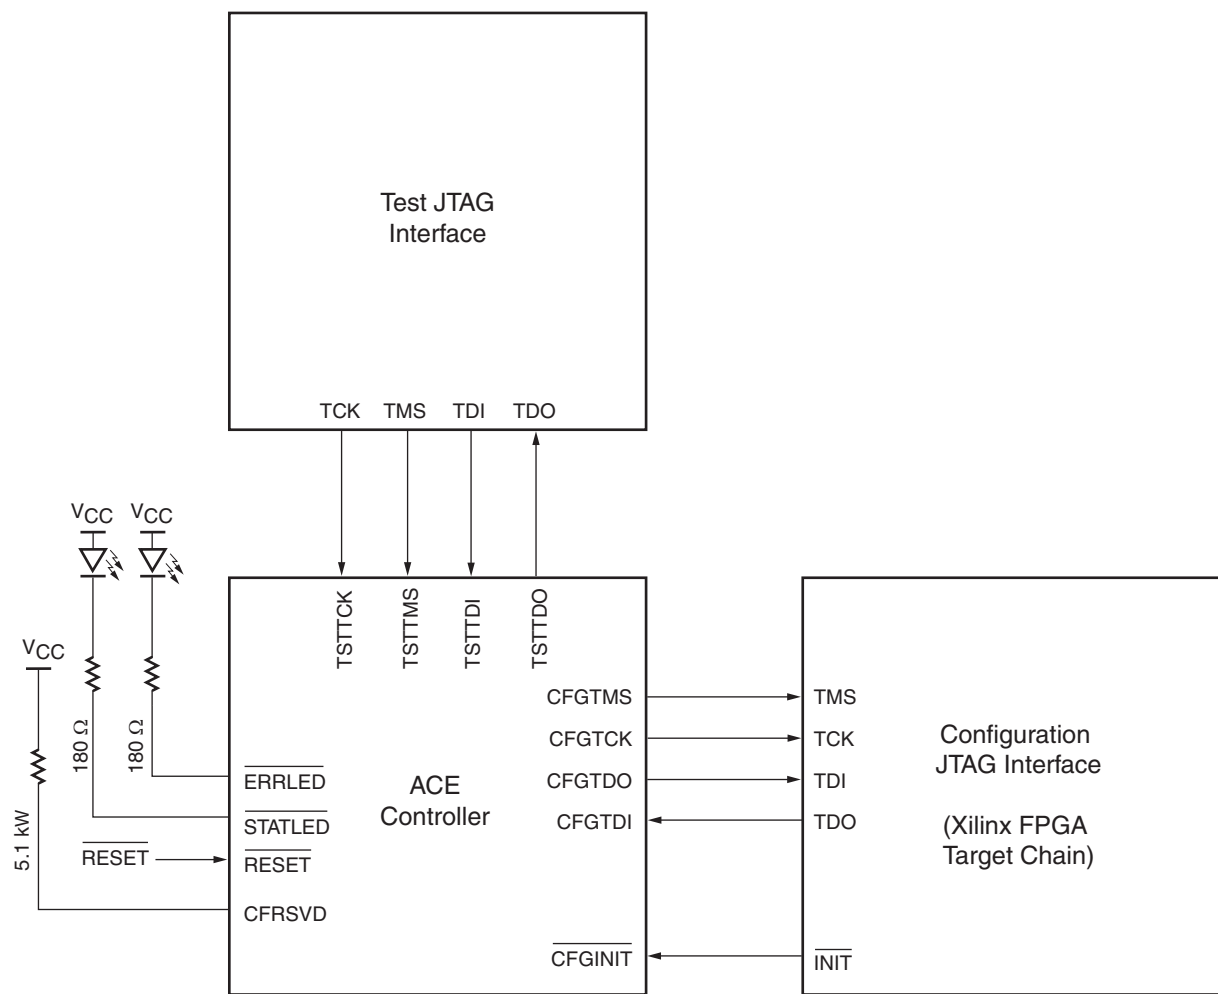 Test JTAG
Interface
TCK TMS TDI TDO
VCC VCC
VCC
180 Ω
180 Ω
5.1 kW
TSTTCK
TSTTMS
TSTTDI
TSTTDO
CFGTMS
CFGTCK
CFGTDO
CFGTDI
CFGINIT
ERRLED
STATLED
RESET
RESET
CFRSVD
ACE
Controller
TMS
TCK
TDI
TDO
INIT
Configuration
JTAG Interface
(Xilinx FPGA
Target Chain)